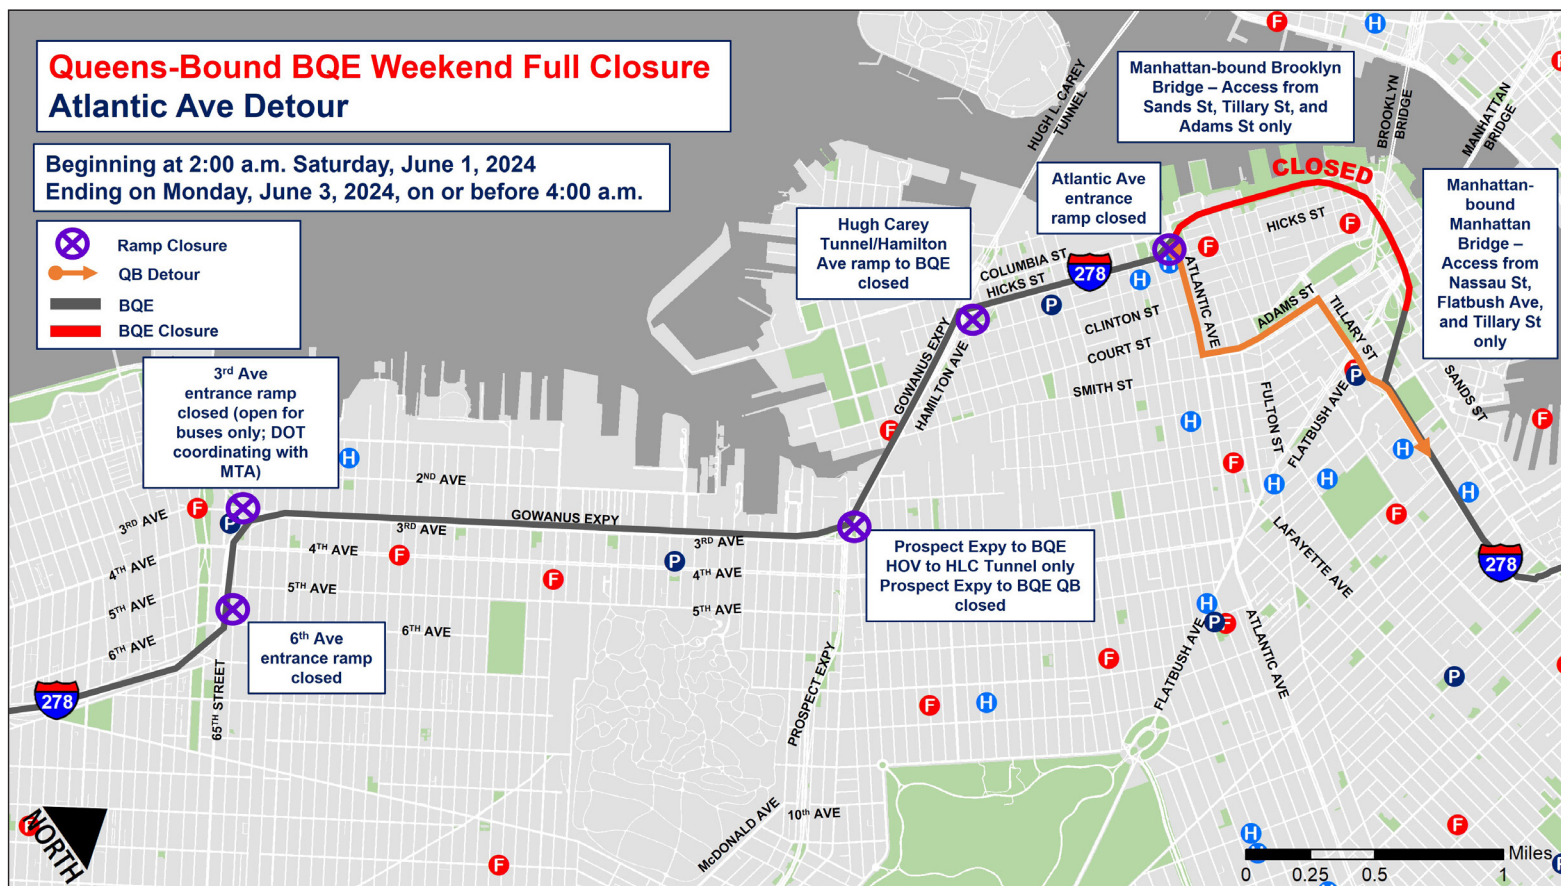 Queens-Bound BQE Weekend Full Closure
Atlantic Ave Detour
Beginning at 2:00 a.m. Saturday, June 1, 2024
Ending on Monday, June 3, 2024, on or before 4:00 a.m.
Ramp Closure
QB Detour
BQE
BQE Closure
3rd Ave
entrance ramp
closed (open for
buses only; DOT
coordinating with
MTA)
6th Ave
entrance ramp
closed
Hugh Carey
Tunnel/Hamilton
Ave ramp to BQE
closed
Atlantic Ave
entrance
ramp closed
Manhattan-bound Brooklyn
Bridge – Access from
Sands St, Tillary St, and
Adams St only
Manhattan-
bound
Manhattan
Bridge –
Access from
Nassau St,
Flatbush Ave,
and Tillary St
only
Prospect Expy to BQE
HOV to HLC Tunnel only
Prospect Expy to BQE QB
closed
CLOSED
HUGH L. CAREY
TUNNEL
BROOKLYN
BRIDGE
MANHATTAN
BRIDGE
HICKS ST
COLUMBIA ST
HICKS ST
278
CLINTON ST
COURT ST
SMITH ST
ATLANTIC AVE
ADAMS ST
TILLARY ST
SANDS ST
FULTON ST
FLATBUSH AVE
LAFAYETTE AVE
278
GOWANUS EXPY
HAMILTON AVE
2ND AVE
GOWANUS EXPY
3RD AVE
3RD AVE
3RD AVE
4TH AVE
4TH AVE
4TH AVE
5TH AVE
5TH AVE
5TH AVE
6TH AVE
6TH AVE
65TH STREET
278
PROSPECT EXPY
FLATBUSH AVE
ATLANTIC AVE
McDONALD AVE
10th AVE
NORTH
Miles
0 0.25 0.5 1
F
H
F
F
F
H
H
P
F
H
F
P
F
H
F
H
H
H
H
F
F
P
F
F
P
H
P
F
F
F
H
P
F
F
F
H
H
H
P
F